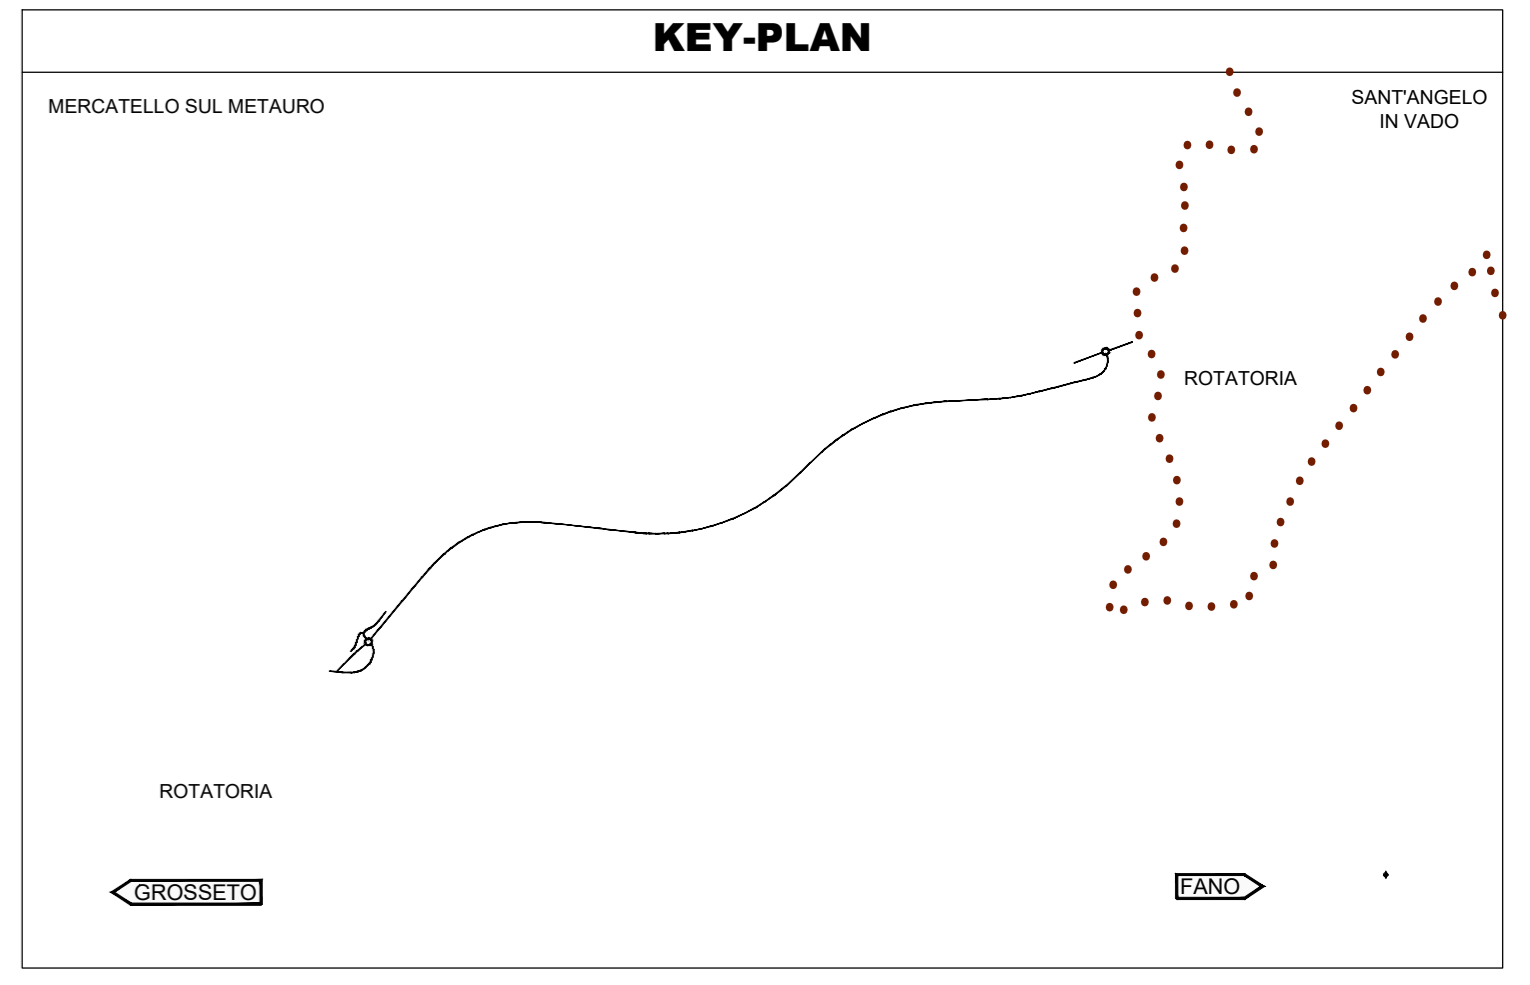 KEY-PLAN
MERCATELLO SUL METAURO
SANT'ANGELO
IN VADO
ROTATORIA
ROTATORIA
GROSSETO
FANO